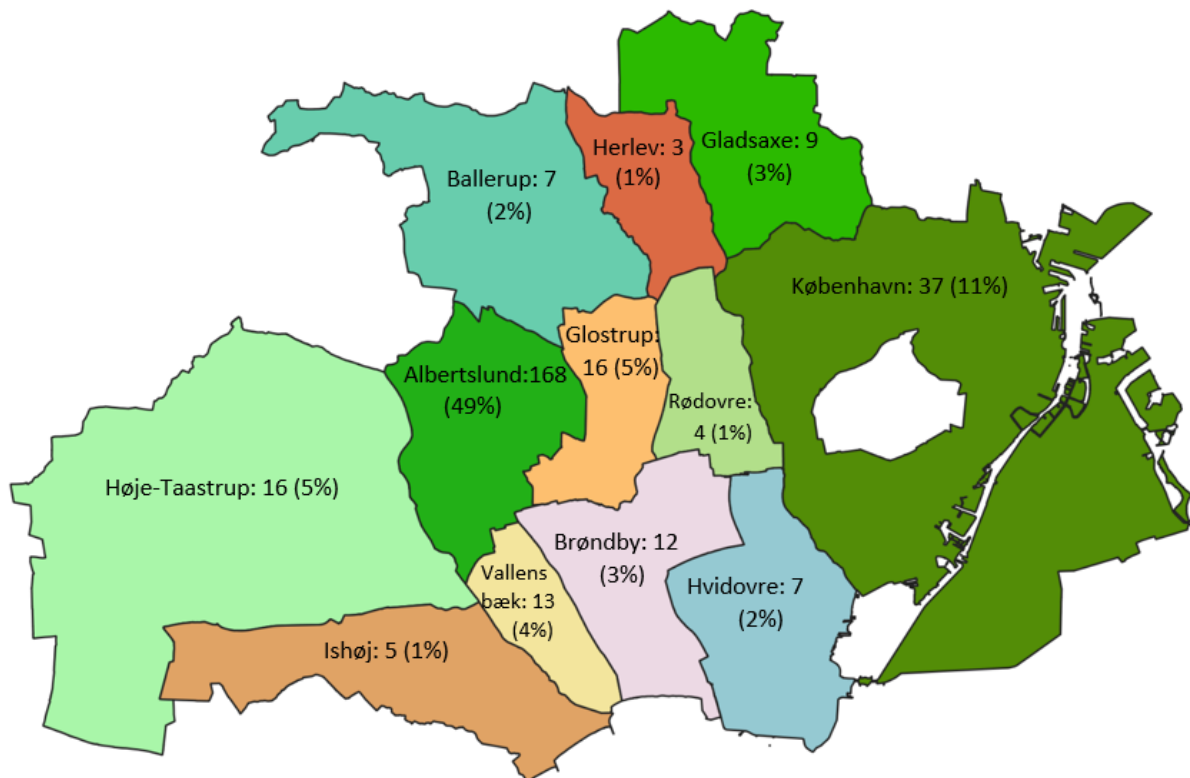 Herlev: 3
(1%)
Gladsaxe: 9
(3%)
Ballerup: 7
(2%)
København: 37 (11%)
Glostrup:
16 (5%)
Albertslund:168
(49%)
Rødovre:
4 (1%)
Høje-Taastrup: 16 (5%)
Brøndby: 12
(3%)
Vallens
bæk: 13
(4%)
Hvidovre: 7
(2%)
Ishøj: 5 (1%)